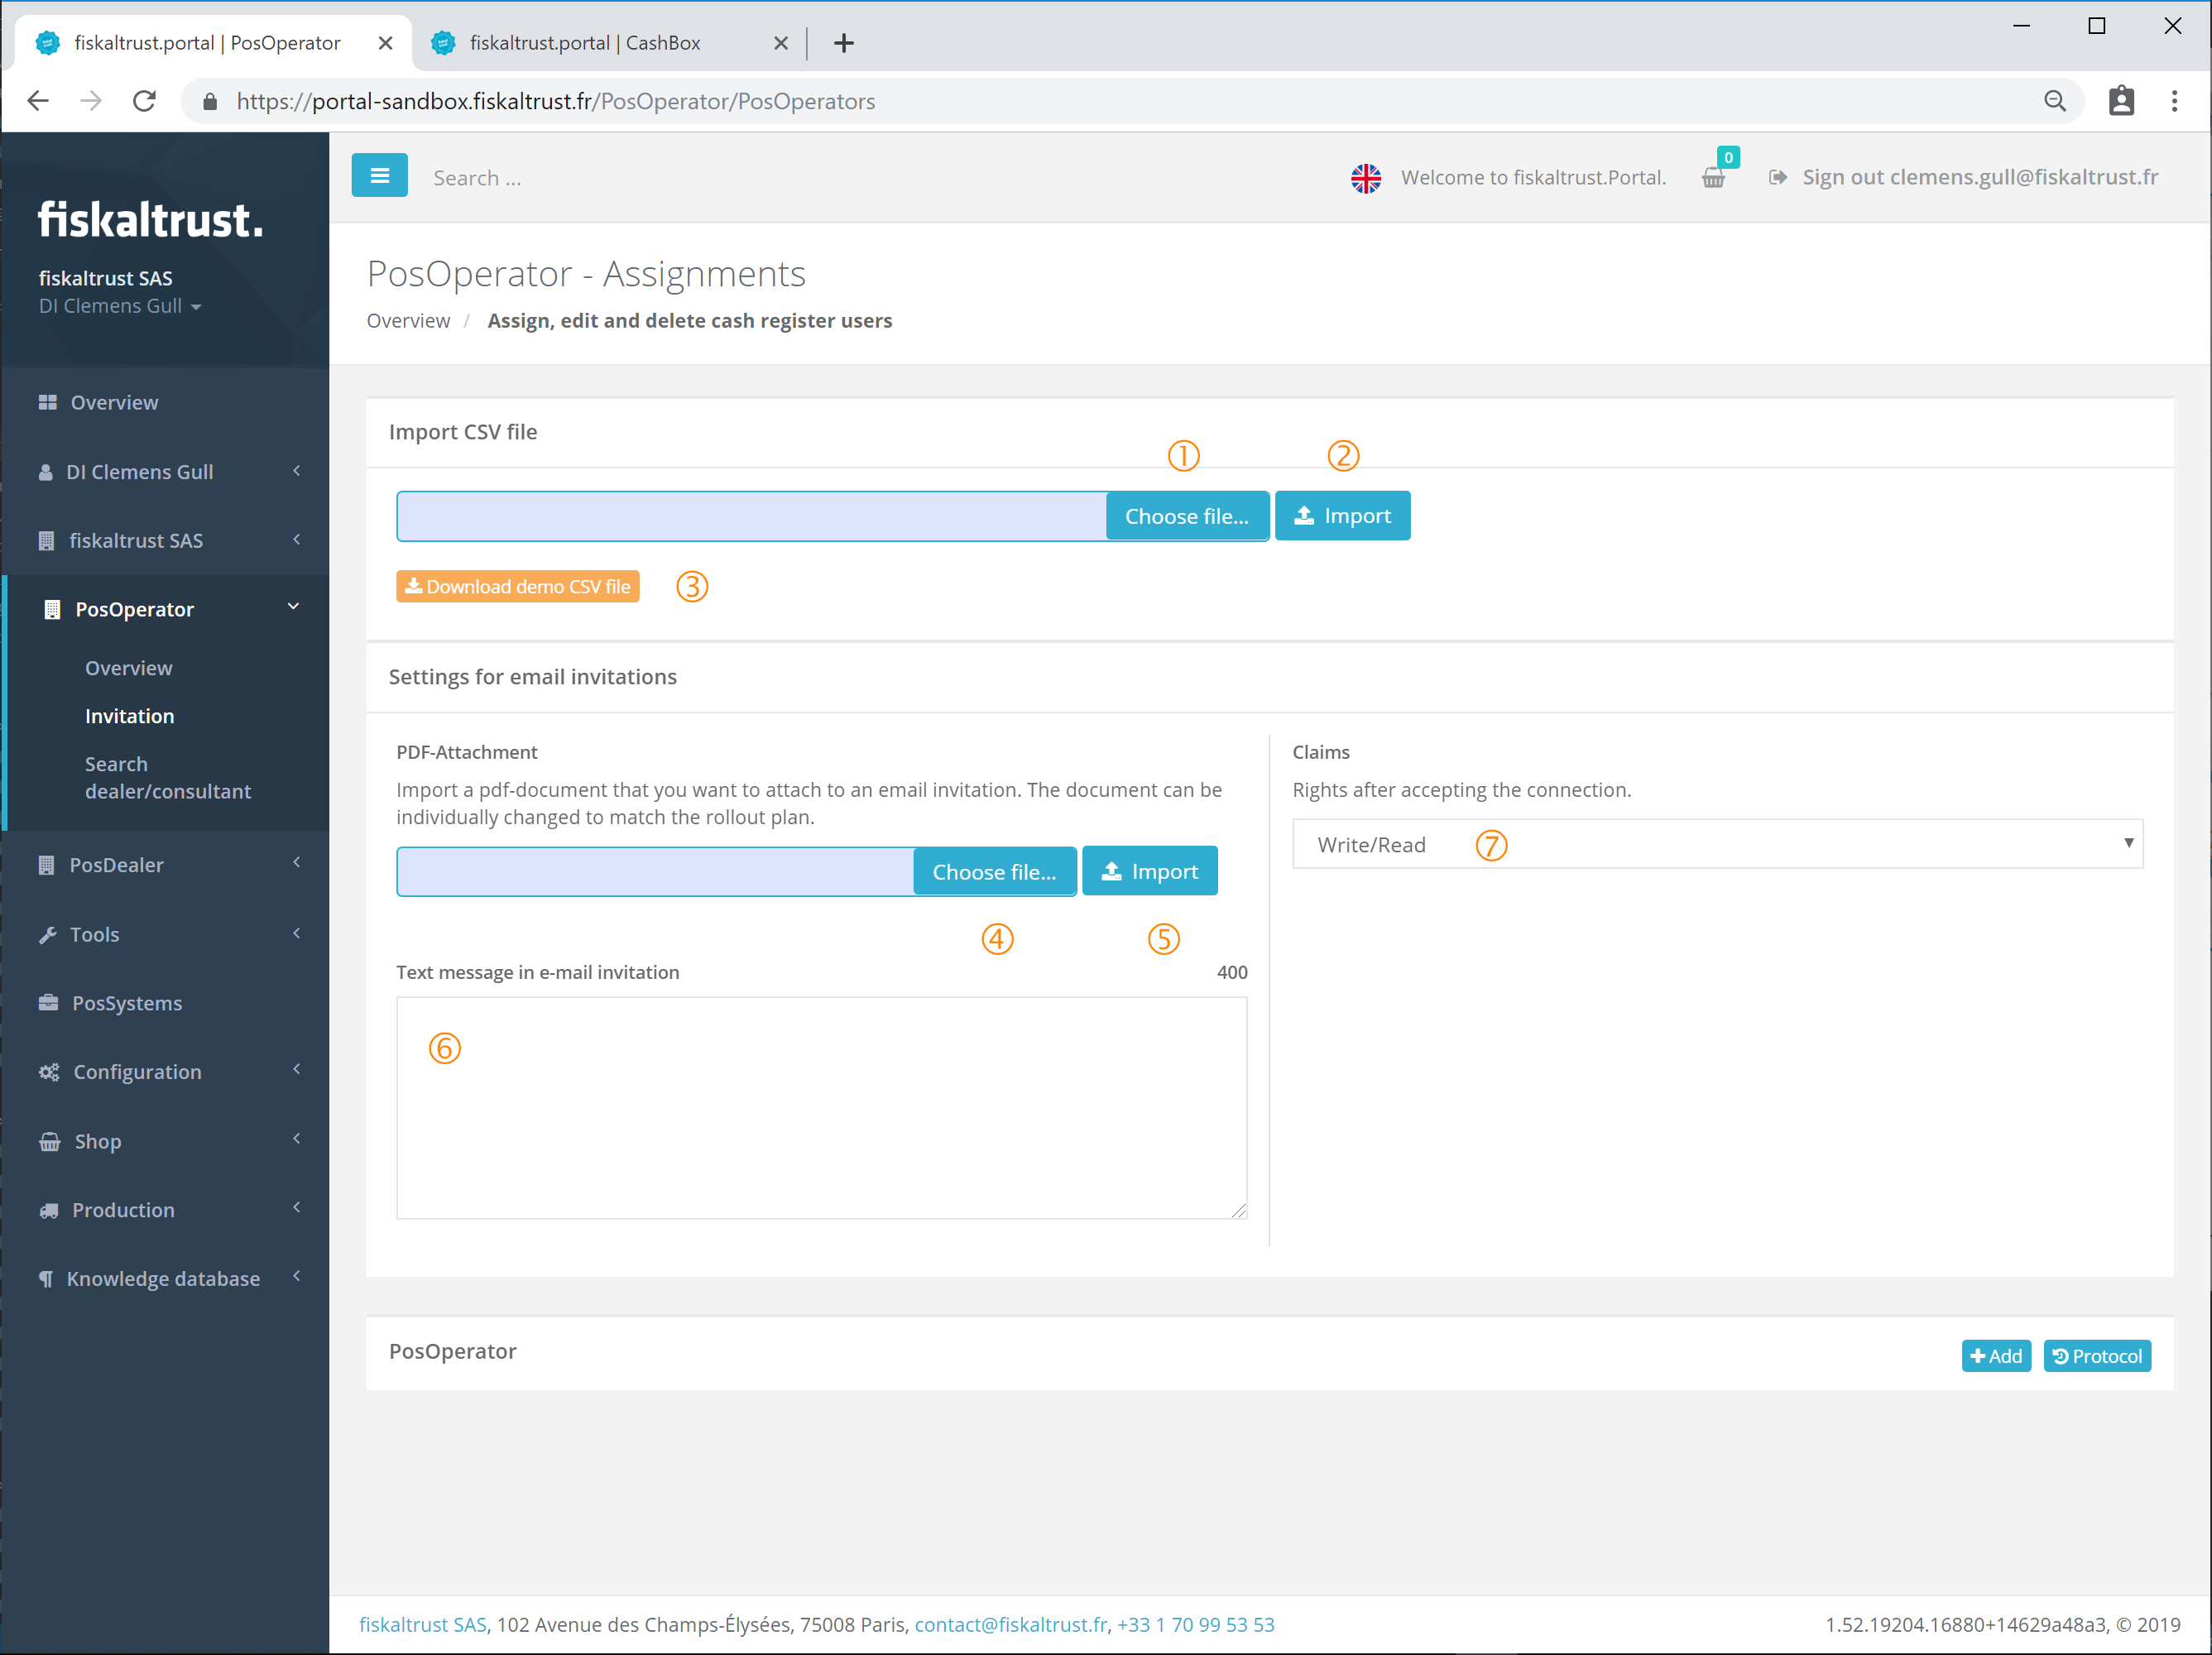 fiskaltrust.portal | PosOperator
fiskaltrust.portal | CashBox
https://portal-sandbox.fiskaltrust.fr/PosOperator/PosOperators
fiskaltrust.
fiskaltrust SAS
DI Clemens Gull
Overview
DI Clemens Gull
fiskaltrust SAS
PosOperator
Overview
Invitation
Search
dealer/consultant
PosDealer
Tools
PosSystems
Configuration
Shop
Production
Knowledge database
Search ...
Welcome to fiskaltrust.Portal.
0
Sign out clemens.gull@fiskaltrust.fr
PosOperator - Assignments
Overview / Assign, edit and delete cash register users
Import CSV file
① ②
Choose file... Import
Download demo CSV file ③
Settings for email invitations
PDF-Attachment
Import a pdf-document that you want to attach to an email invitation. The document can be
individually changed to match the rollout plan.
Choose file... Import
④ ⑤
Text message in e-mail invitation 400
⑥
Claims
Rights after accepting the connection.
Write/Read ⑦
PosOperator
Add Protocol
fiskaltrust SAS, 102 Avenue des Champs-Élysées, 75008 Paris, contact@fiskaltrust.fr, +33 1 70 99 53 53
1.52.19204.16880+14629a48a3, © 2019